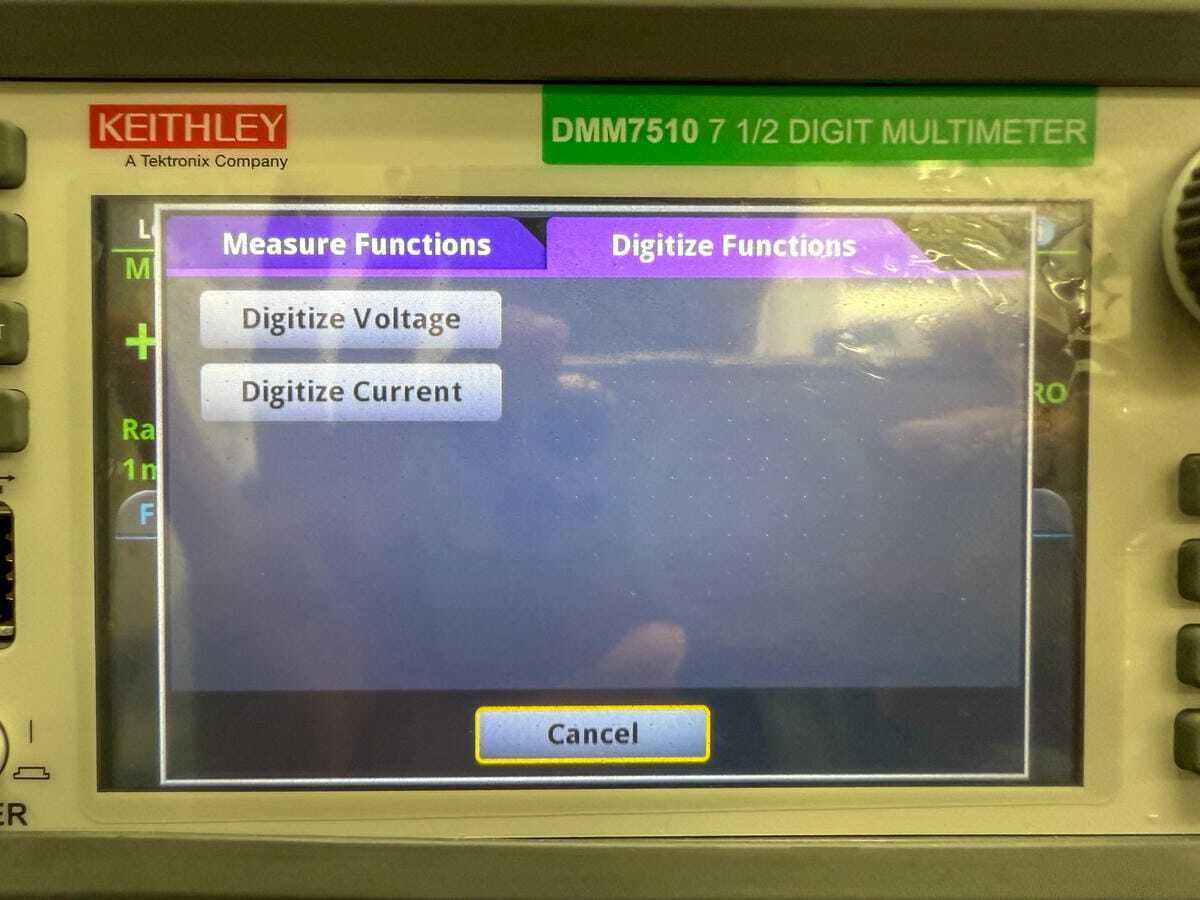 KEITHLEY
A Tektronix Company
DMM7510 7 1/2 DIGIT MULTIMETER
Measure Functions
Digitize Functions
Digitize Voltage
Digitize Current
Cancel